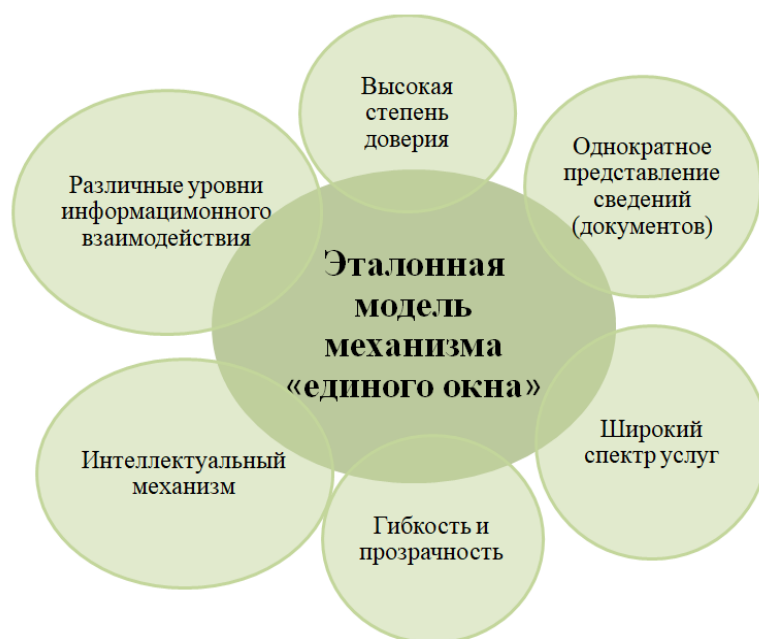 Высокая
степень
доверия
Однократное
представление
сведений
(документов)
Различные уровни
информацимонного
взаимодействия
Эталонная
модель
механизма
«единого окна»
Широкий
спектр услуг
Интеллектуальный
механизм
Гибкость и
прозрачность